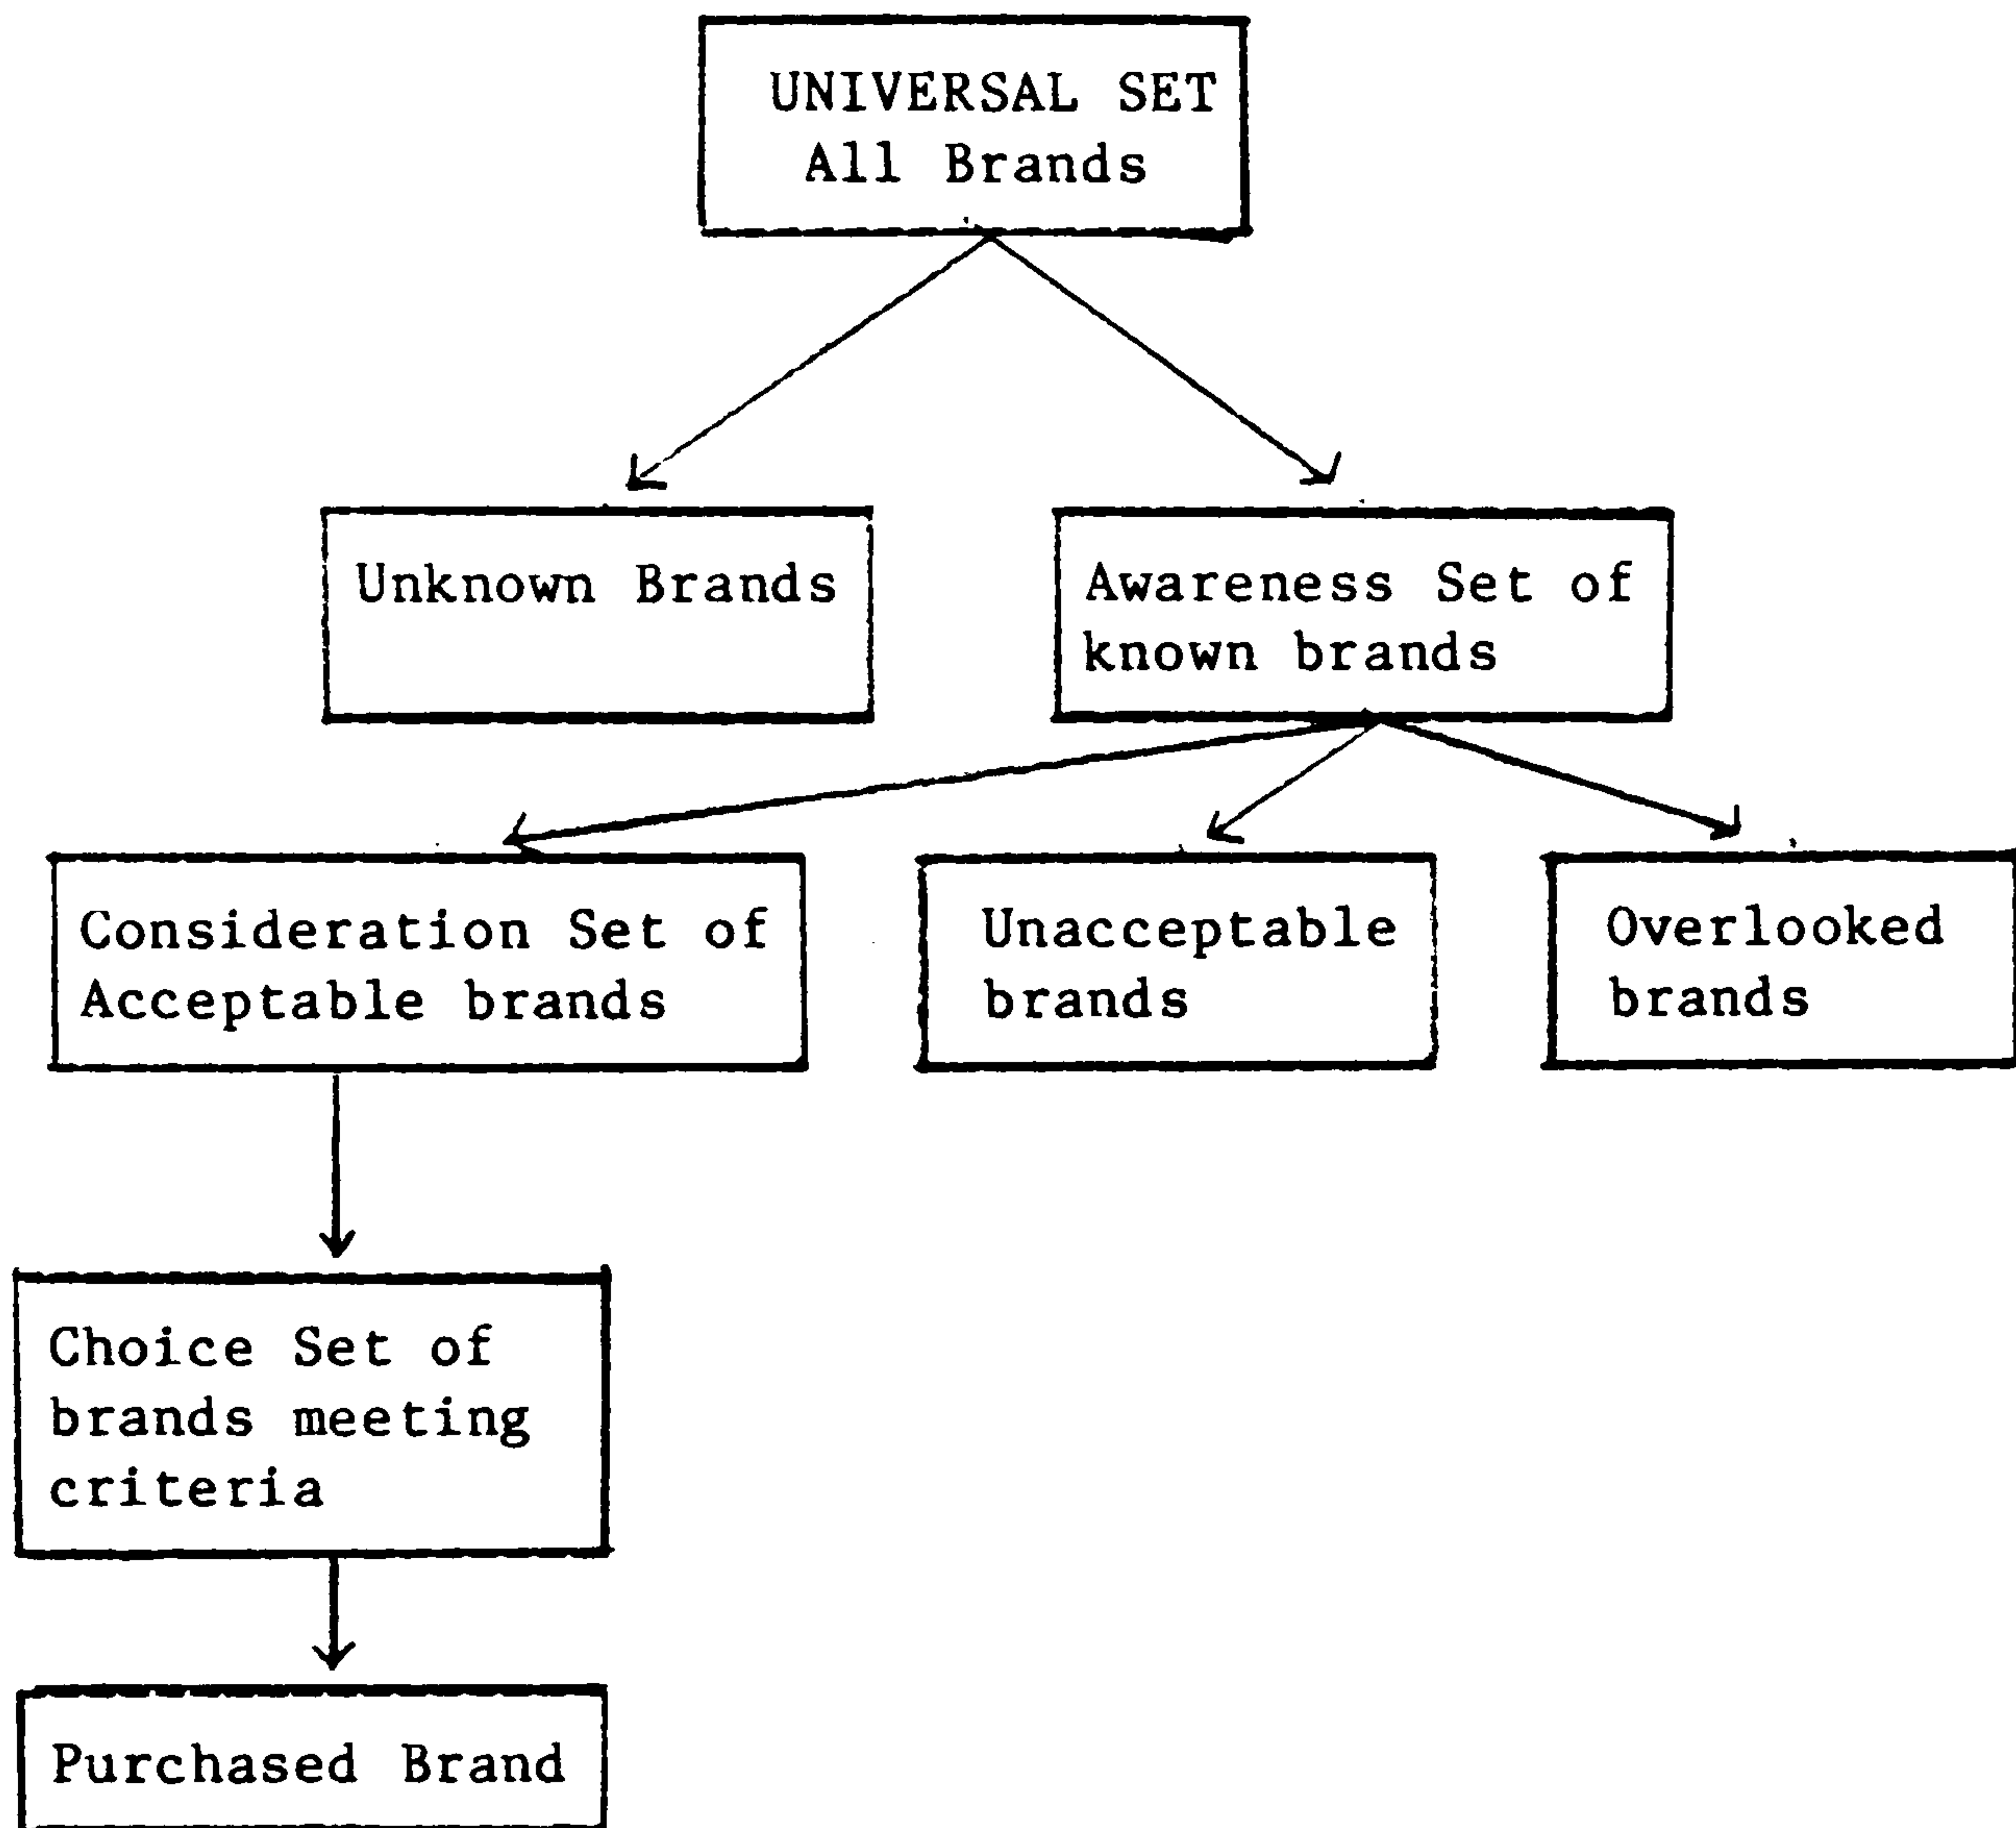 UNIVERSAL SET
All Brands
Unknown Brands
Awareness Set of
known brands
Consideration Set of
Acceptable brands
Unacceptable
brands
Overlooked
brands
Choice Set of
brands meeting
criteria
Purchased Brand